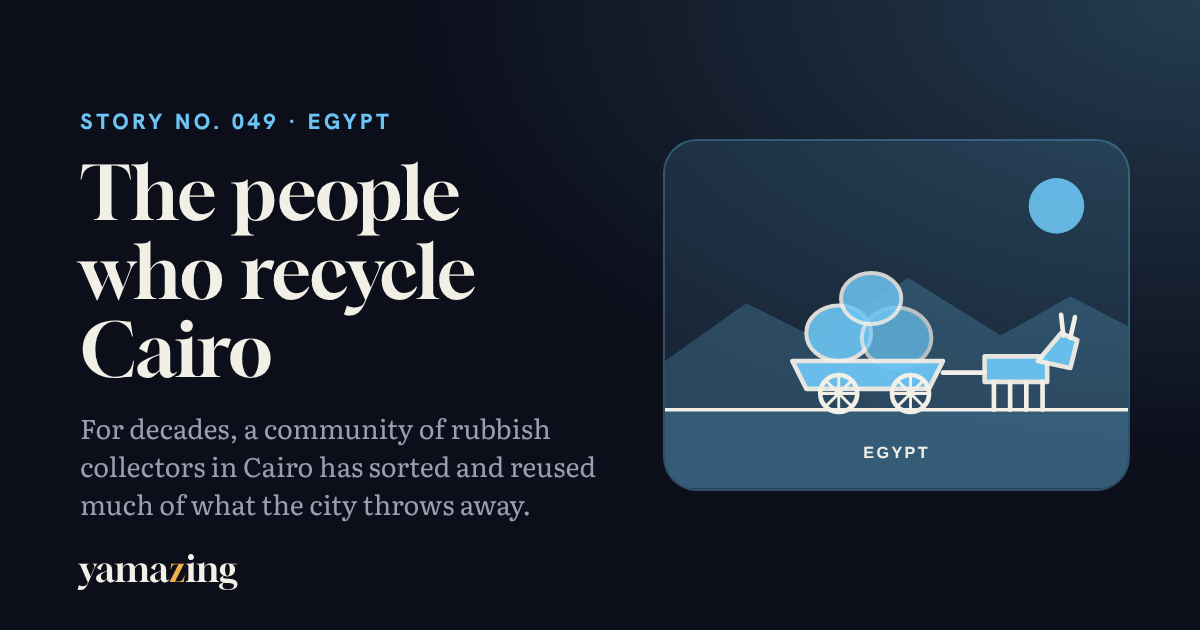 STORY NO. 049 · EGYPT
The people
who recycle
Cairo
For decades, a community of rubbish
collectors in Cairo has sorted and reused
much of what the city throws away.
yamazing
EGYPT